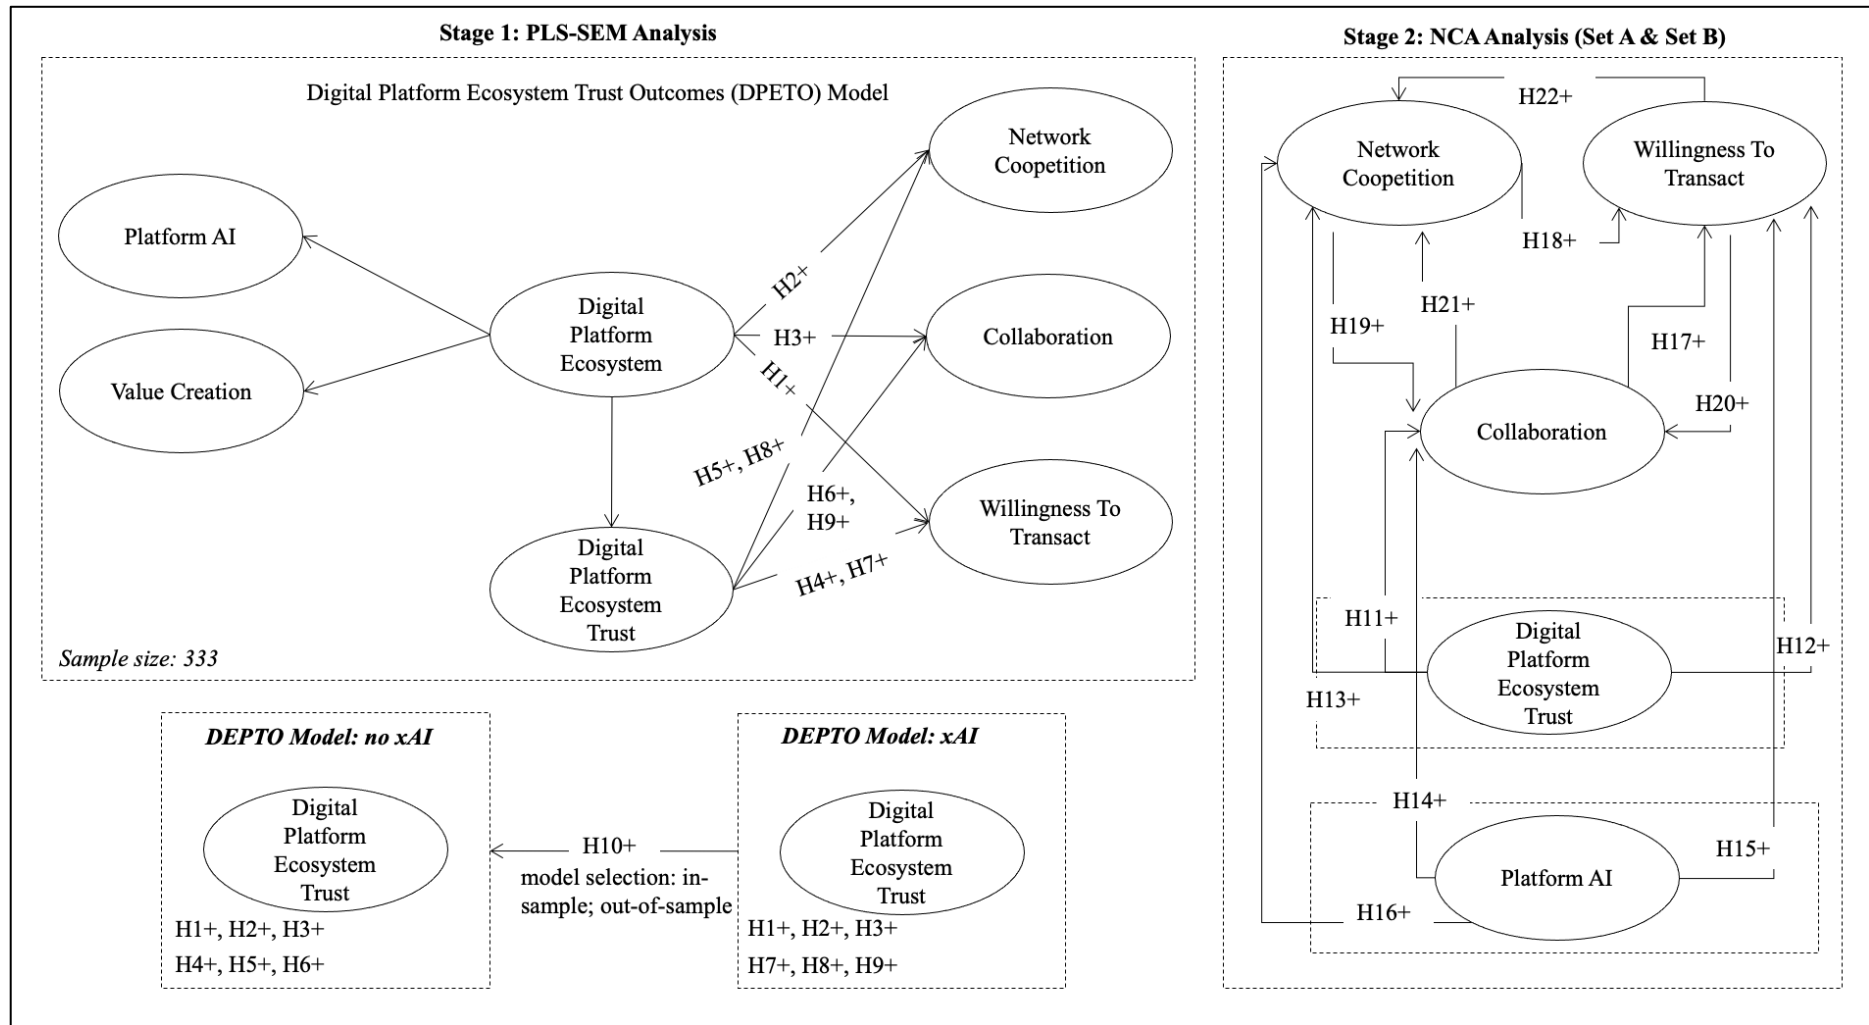 Stage 1: PLS-SEM Analysis
Digital Platform Ecosystem Trust Outcomes (DPETO) Model
Platform AI
Value Creation
Digital
Platform
Ecosystem
Digital
Platform
Ecosystem
Trust
Network
Coopetition
Collaboration
Willingness To
Transact
H2+
H3+
H1+
H5+, H8+
H6+,
H9+
H4+, H7+
Sample size: 333
DEPTO Model: no xAI
Digital
Platform
Ecosystem
Trust
H1+, H2+, H3+
H4+, H5+, H6+
H10+
model selection: in-
sample; out-of-sample
DEPTO Model: xAI
Digital
Platform
Ecosystem
Trust
H1+, H2+, H3+
H7+, H8+, H9+
Stage 2: NCA Analysis (Set A & Set B)
H22+
Network
Coopetition
Willingness To
Transact
H18+
H21+
H19+
H17+
H20+
Collaboration
H11+
Digital
Platform
Ecosystem
Trust
H12+
H13+
H14+
Platform AI
H15+
H16+